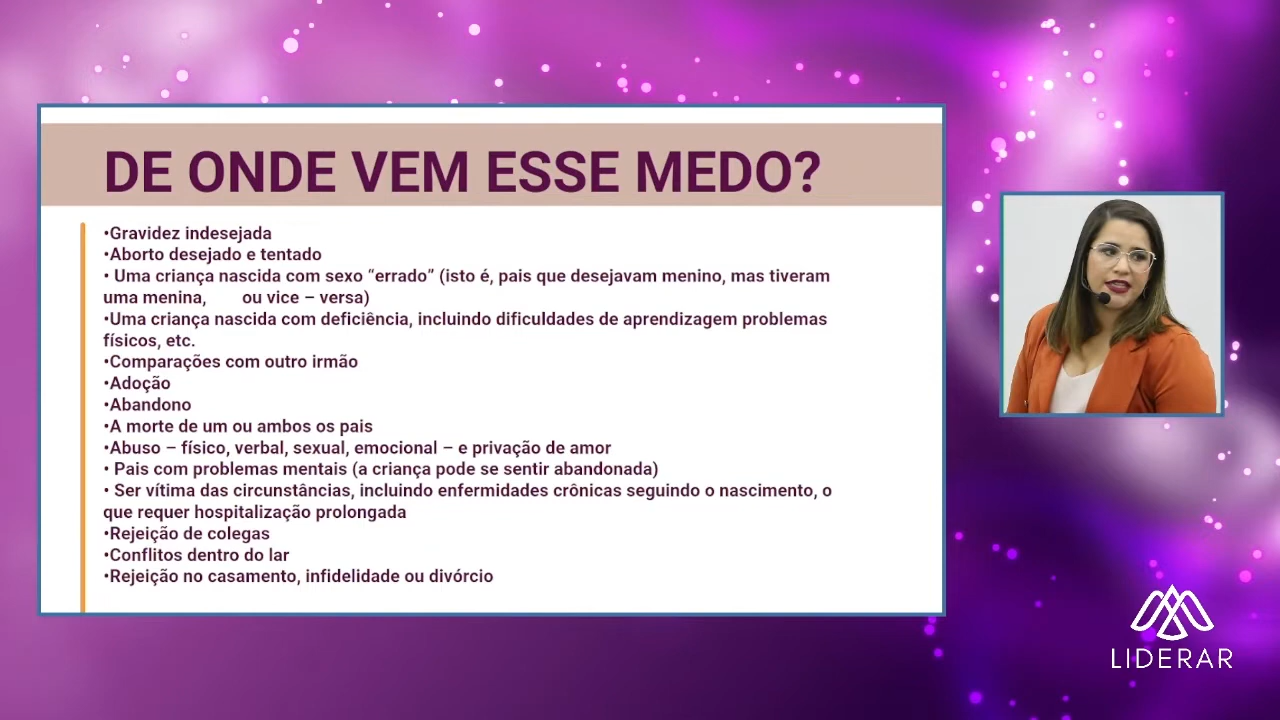 DE ONDE VEM ESSE MEDO?
•Gravidez indesejada
•Aborto desejado e tentado
• Uma criança nascida com sexo “errado” (isto é, pais que desejavam menino, mas tiveram
uma menina, ou vice – versa)
•Uma criança nascida com deficiência, incluindo dificuldades de aprendizagem problemas
físicos, etc.
•Comparações com outro irmão
•Adoção
•Abandono
•A morte de um ou ambos os pais
•Abuso – físico, verbal, sexual, emocional – e privação de amor
• Pais com problemas mentais (a criança pode se sentir abandonada)
• Ser vítima das circunstâncias, incluindo enfermidades crônicas seguindo o nascimento, o
que requer hospitalização prolongada
•Rejeição de colegas
•Conflitos dentro do lar
•Rejeição no casamento, infidelidade ou divórcio
LIDERAR